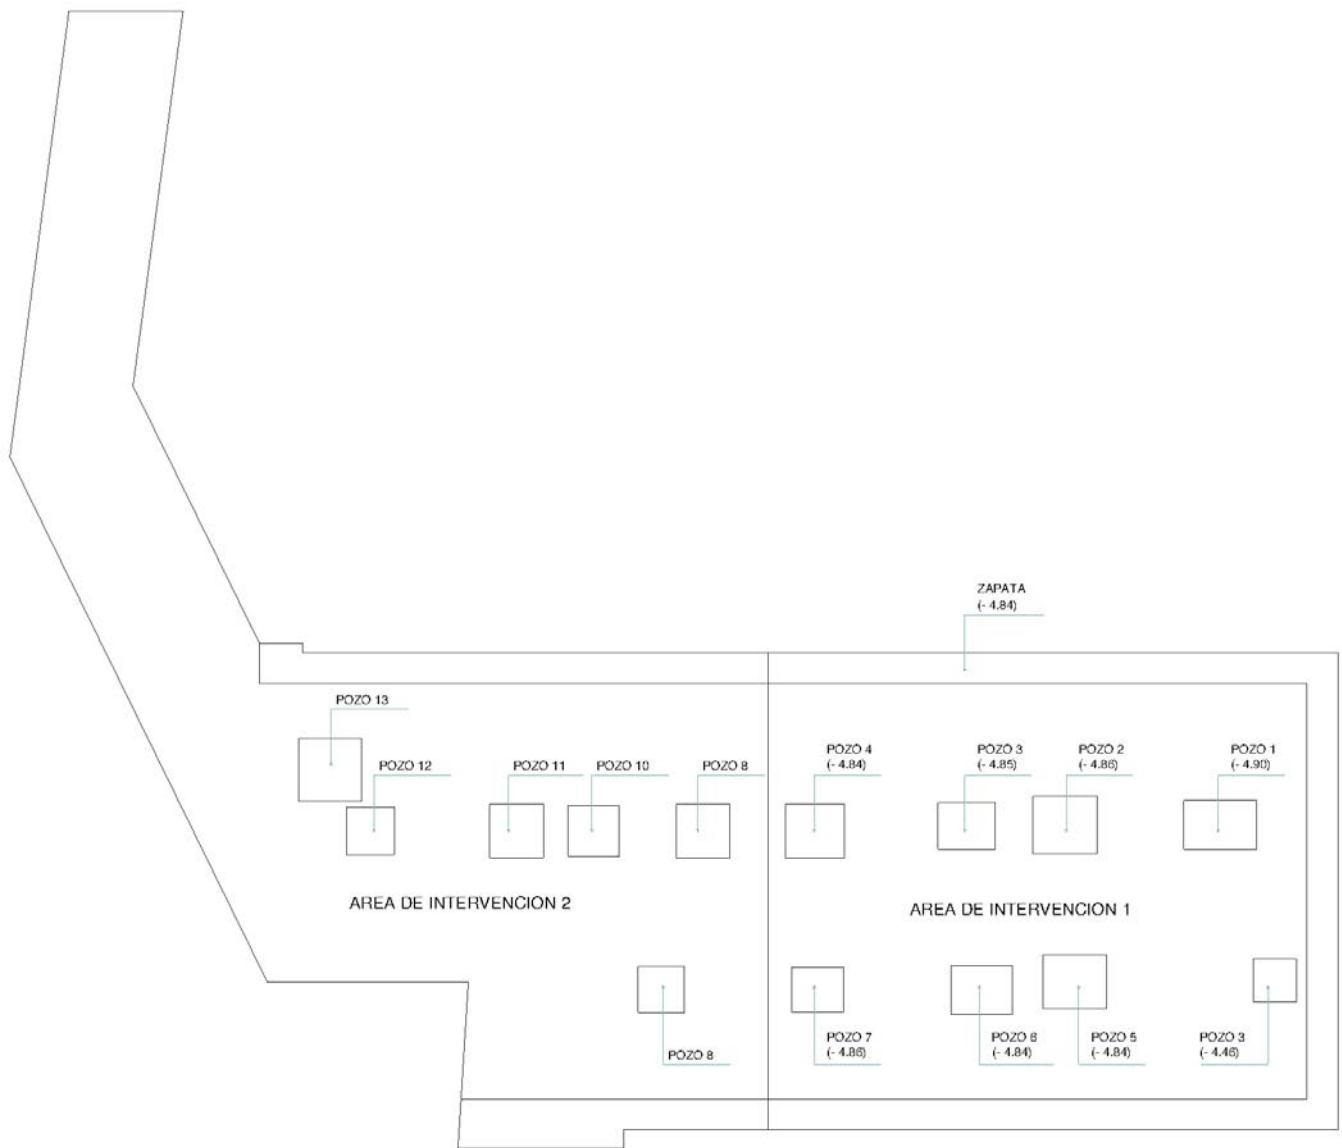 ZAPATA
(- 4.84)
POZO 13
POZO 12
POZO 11
POZO 10
POZO 8
POZO 4
(- 4.84)
POZO 3
(- 4.85)
POZO 2
(- 4.86)
POZO 1
(- 4.90)
AREA DE INTERVENCION 2
AREA DE INTERVENCION 1
POZO 8
POZO 7
(- 4.86)
POZO 6
(- 4.84)
POZO 5
(- 4.84)
POZO 3
(- 4.46)